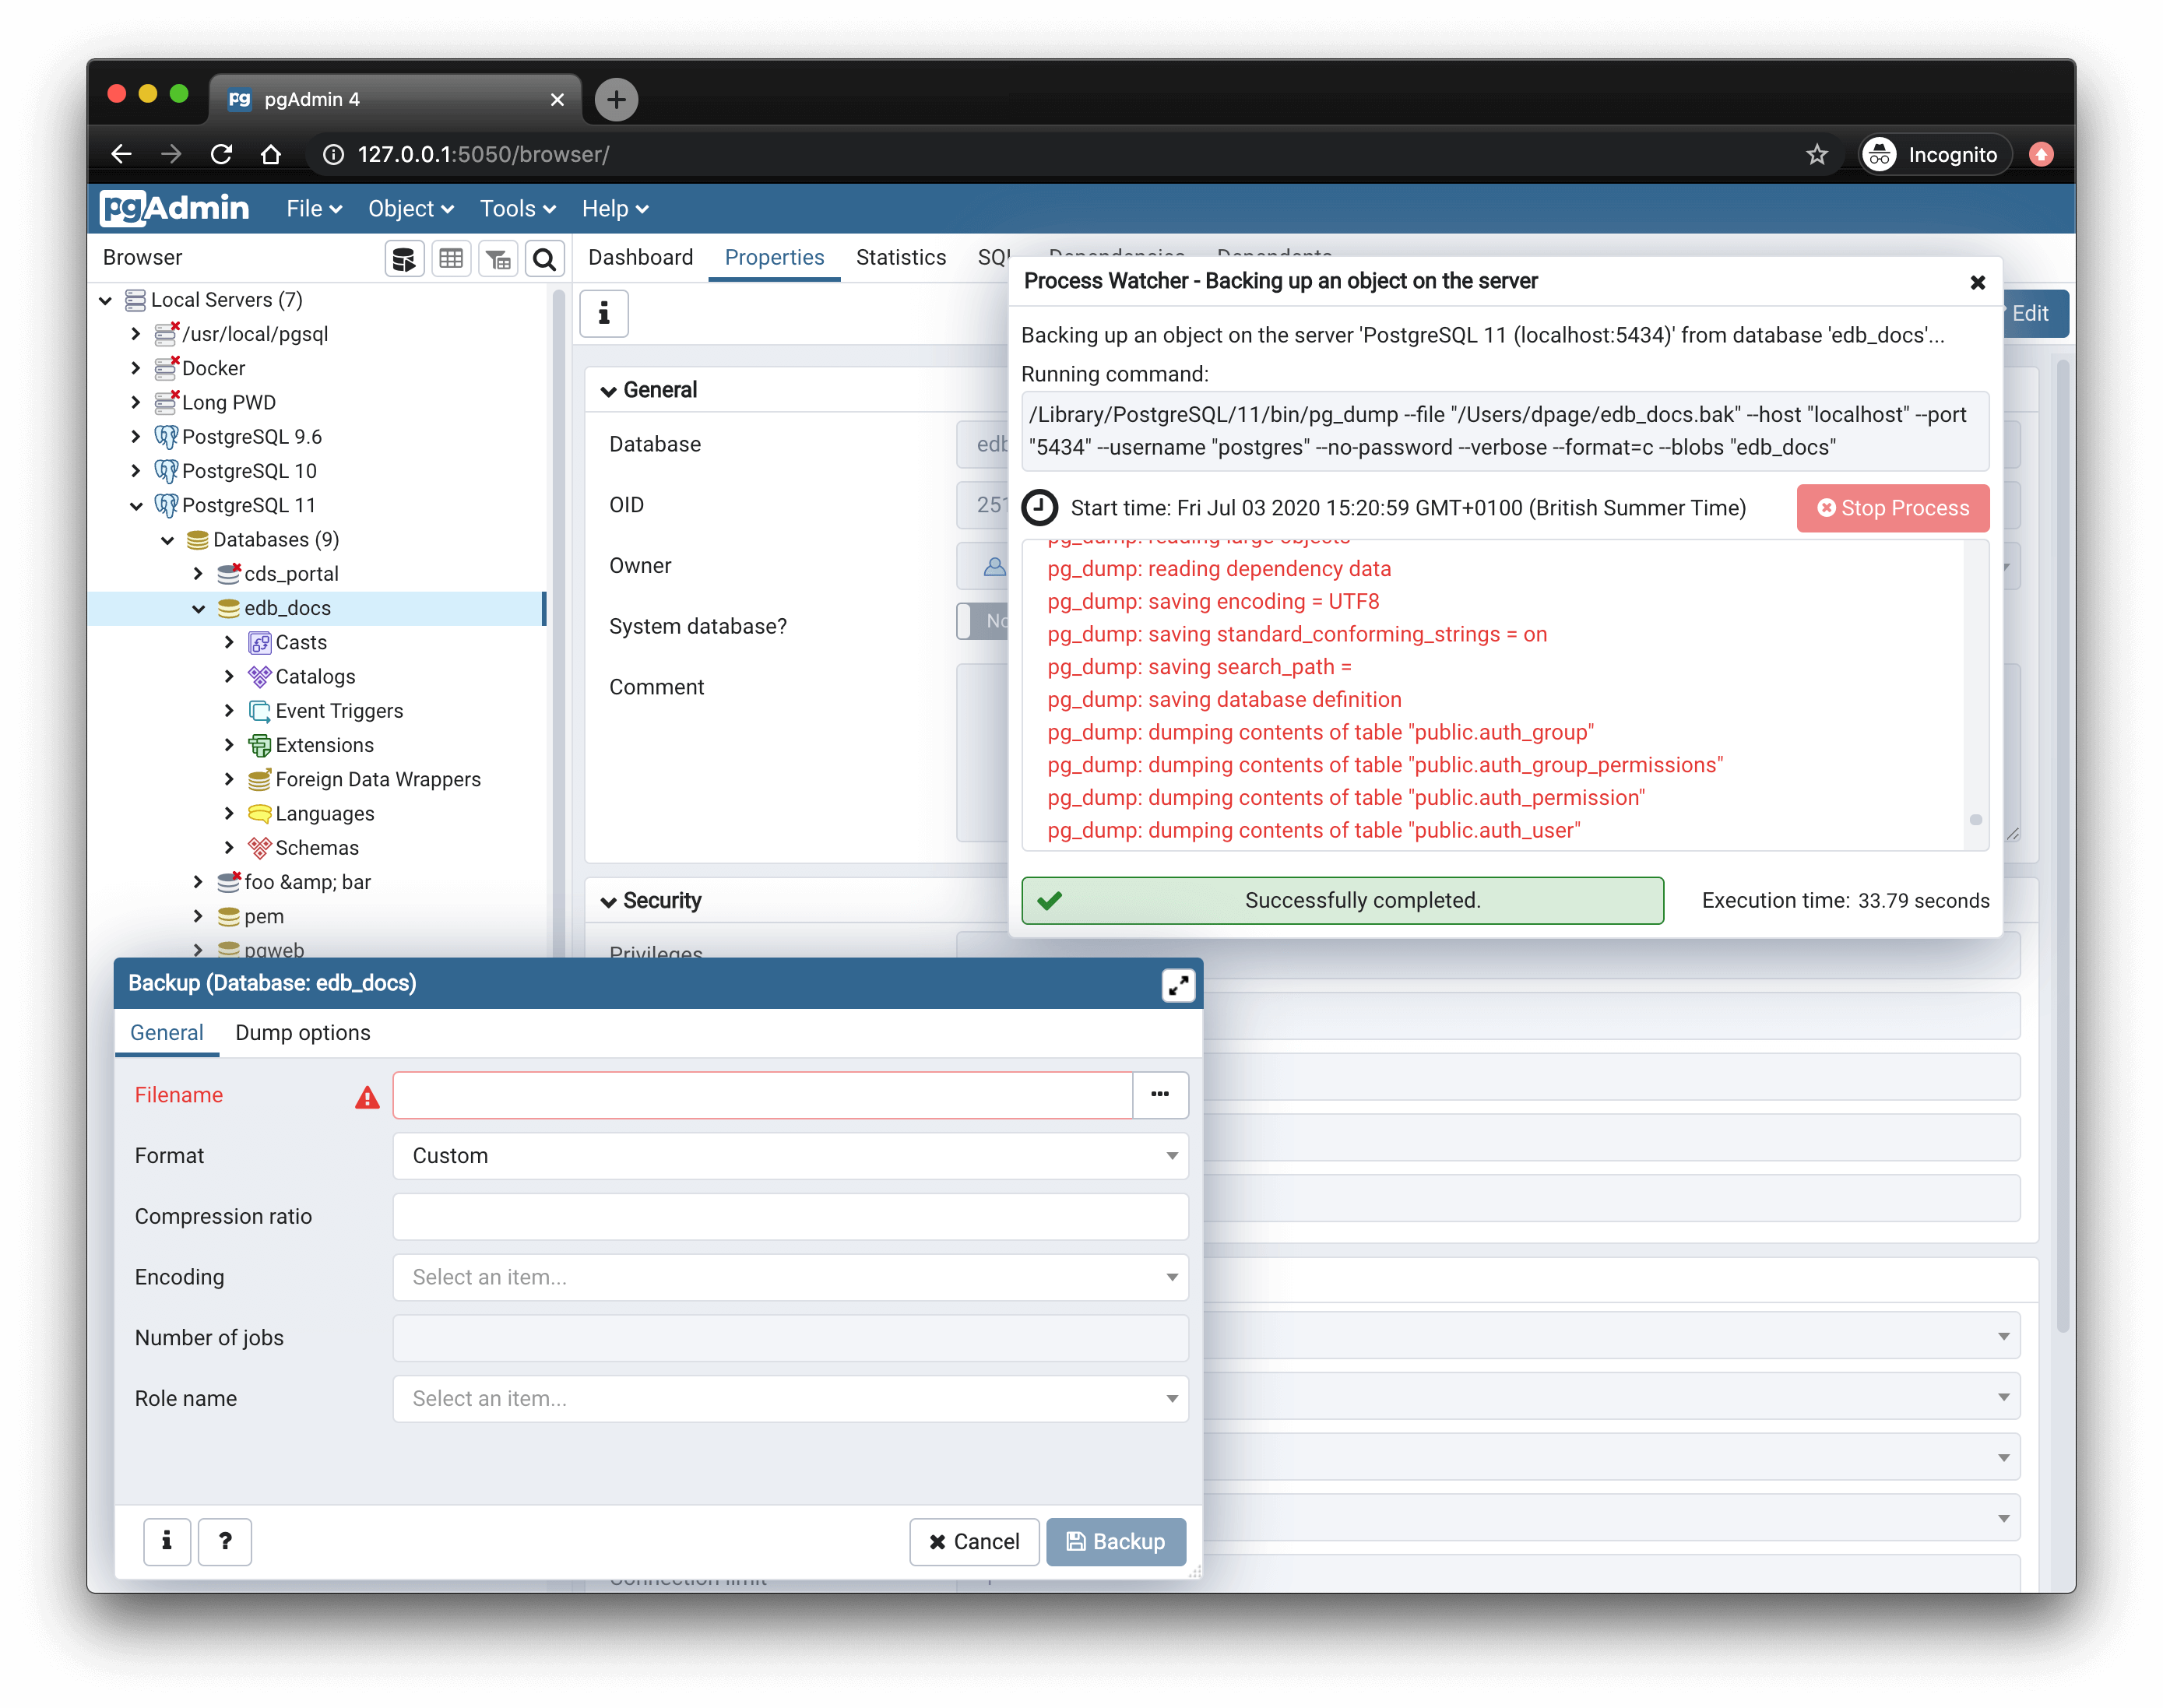 pg pgAdmin 4
127.0.0.1:5050/browser/
Incognito
pgAdmin
File Object Tools Help
Browser
Dashboard Properties Statistics SQL Dependencies Dependents
Local Servers (7)
/usr/local/pgsql
Docker
Long PWD
PostgreSQL 9.6
PostgreSQL 10
PostgreSQL 11
Databases (9)
cds_portal
edb_docs
Casts
Catalogs
Event Triggers
Extensions
Foreign Data Wrappers
Languages
Schemas
foo &amp; bar
pem
pgweb
i
Edit
General
Database
edb
OID
251
Owner
System database?
No
Comment
Security
Privileges
Connection limit
Process Watcher - Backing up an object on the server
Backing up an object on the server 'PostgreSQL 11 (localhost:5434)' from database 'edb_docs'...
Running command:
/Library/PostgreSQL/11/bin/pg_dump --file "/Users/dpage/edb_docs.bak" --host "localhost" --port
"5434" --username "postgres" --no-password --verbose --format=c --blobs "edb_docs"
Start time: Fri Jul 03 2020 15:20:59 GMT+0100 (British Summer Time)
Stop Process
pg_dump: reading large objects
pg_dump: reading dependency data
pg_dump: saving encoding = UTF8
pg_dump: saving standard_conforming_strings = on
pg_dump: saving search_path =
pg_dump: saving database definition
pg_dump: dumping contents of table "public.auth_group"
pg_dump: dumping contents of table "public.auth_group_permissions"
pg_dump: dumping contents of table "public.auth_permission"
pg_dump: dumping contents of table "public.auth_user"
Successfully completed.
Execution time: 33.79 seconds
Backup (Database: edb_docs)
General Dump options
Filename
...
Format
Custom
Compression ratio
Encoding
Select an item...
Number of jobs
Role name
Select an item...
i ?
Cancel
Backup